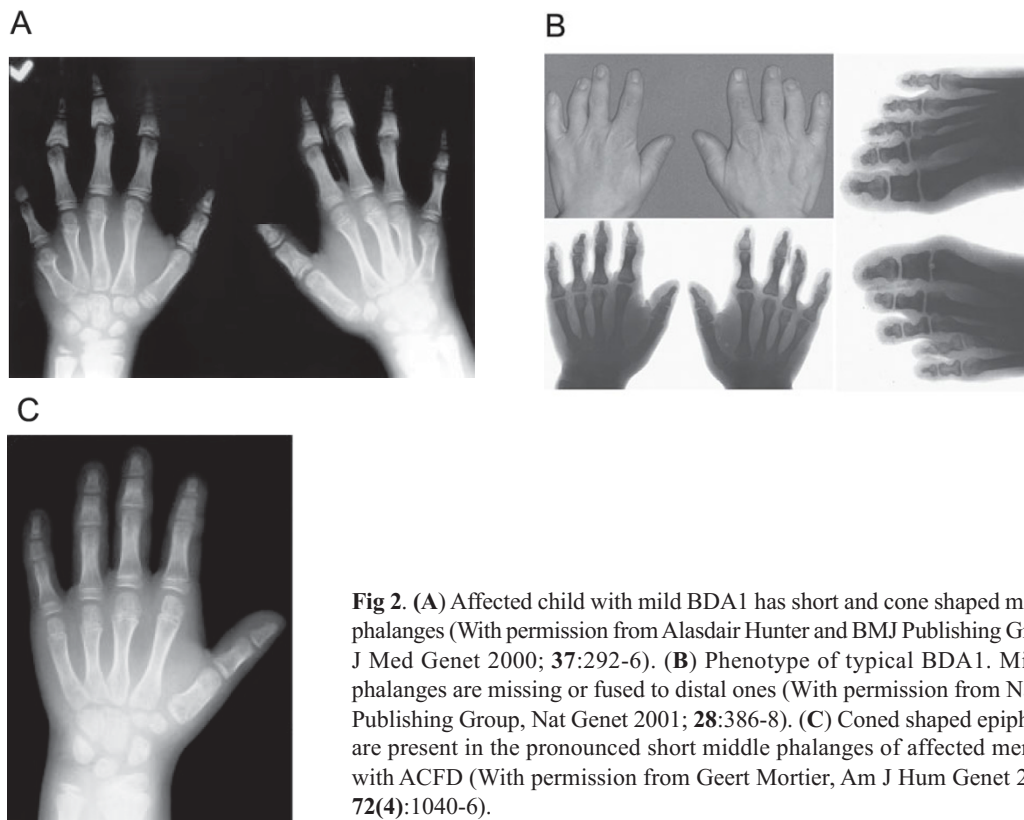 A
B
C
Fig 2. (A) Affected child with mild BDA1 has short and cone shaped
phalanges (With permission from Alasdair Hunter and BMJ Publishing
J Med Genet 2000; 37:292-6). (B) Phenotype of typical BDA1.
phalanges are missing or fused to distal ones (With permission from
Publishing Group, Nat Genet 2001; 28:386-8). (C) Coned shaped
are present in the pronounced short middle phalanges of affected
with ACFD (With permission from Geert Mortier, Am J Hum Genet
72(4):1040-6).